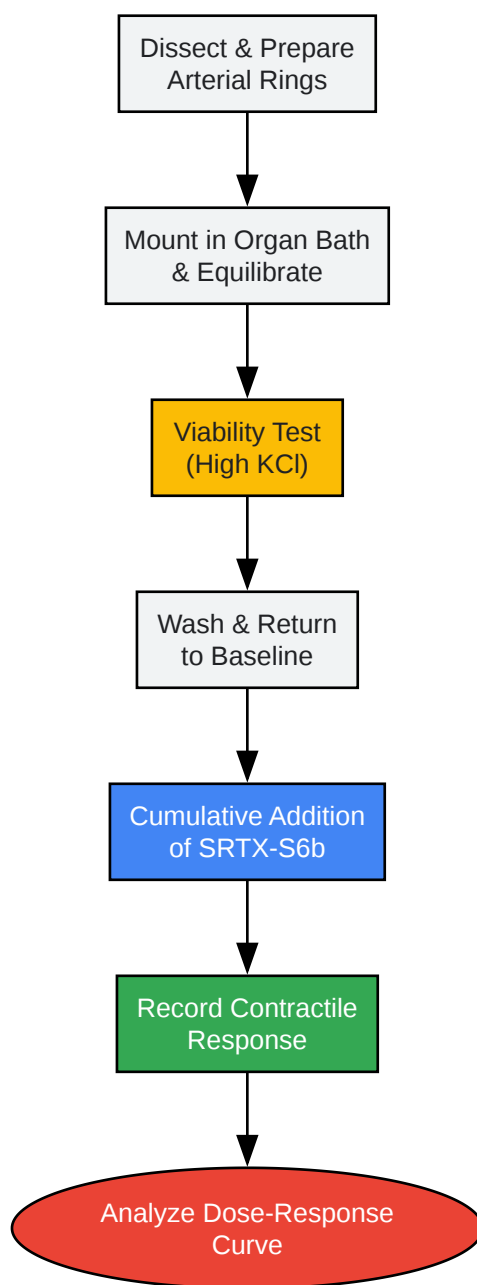 Dissect & Prepare
Arterial Rings
Mount in Organ Bath
& Equilibrate
Viability Test
(High KCl)
Wash & Return
to Baseline
Cumulative Addition
of SRTX-S6b
Record Contractile
Response
Analyze Dose-Response
Curve